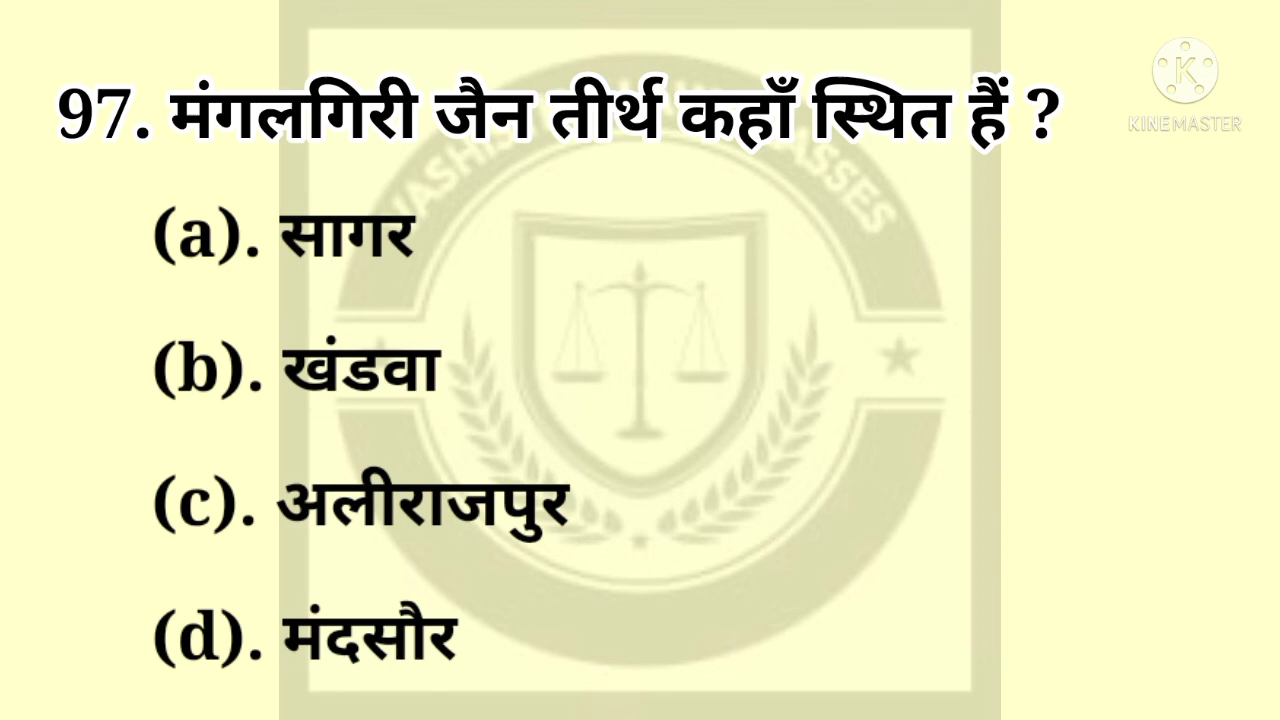 97. मंगलगिरी जैन तीर्थ कहाँ स्थित हैं ?
KINEMASTER
(a). सागर
(b). खंडवा
(c). अलीराजपुर
(d). मंदसौर